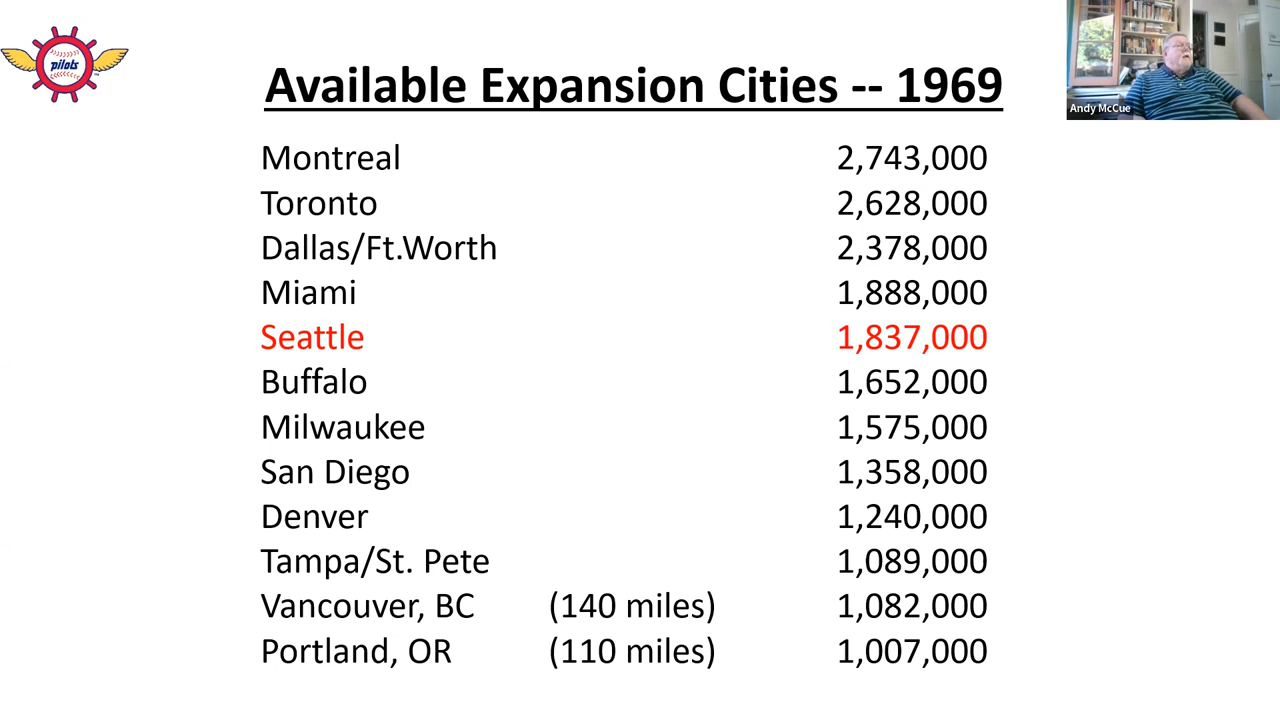 pilots
Available Expansion Cities -- 1969
Andy McCue
Montreal 2,743,000
Toronto 2,628,000
Dallas/Ft.Worth 2,378,000
Miami 1,888,000
Seattle 1,837,000
Buffalo 1,652,000
Milwaukee 1,575,000
San Diego 1,358,000
Denver 1,240,000
Tampa/St. Pete 1,089,000
Vancouver, BC (140 miles) 1,082,000
Portland, OR (110 miles) 1,007,000